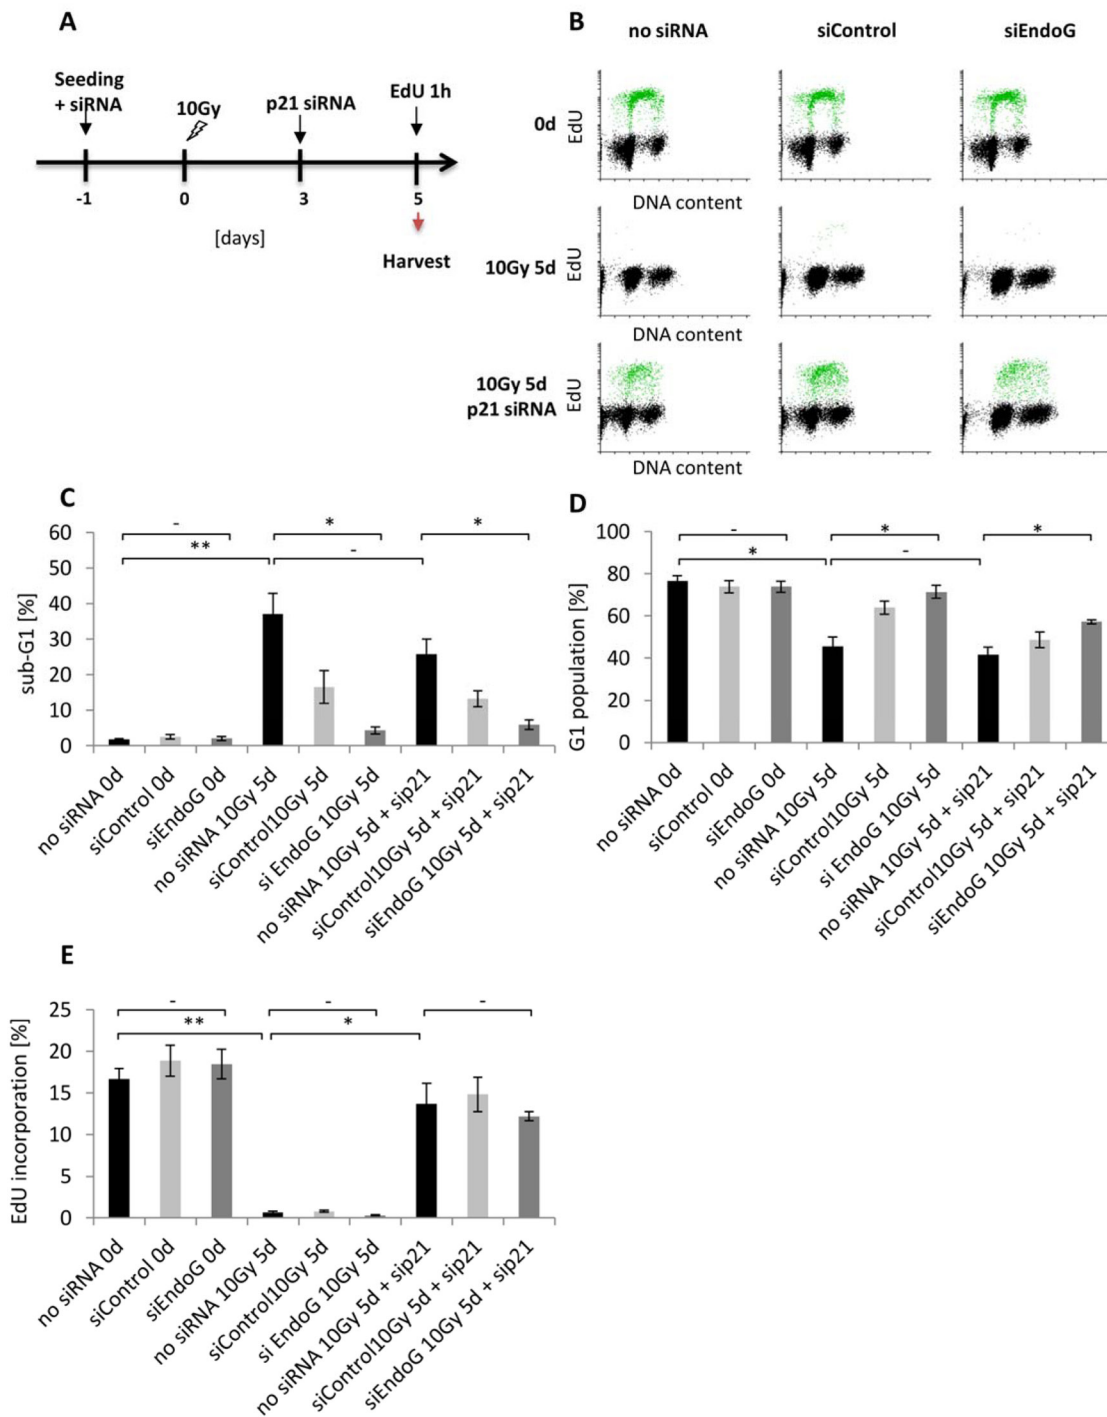 A
Seeding
+ siRNA
10Gy
p21 siRNA
EdU 1h
-1
0
3
5
[days]
Harvest
B
no siRNA
siControl
siEndoG
0d
EdU
DNA content
10Gy 5d
EdU
DNA content
10Gy 5d
p21 siRNA
EdU
DNA content
C
sub-G1 [%]
60
50
40
30
20
10
0
-
*
*
**
-
no siRNA 0d
siControl 0d
siEndoG 0d
no siRNA 10Gy 5d
siControl10Gy 5d
si EndoG 10Gy 5d
no siRNA 10Gy 5d + sip21
siControl10Gy 5d + sip21
siEndoG 10Gy 5d + sip21
D
G1 population [%]
100
80
60
40
20
0
-
*
*
*
-
no siRNA 0d
siControl 0d
siEndoG 0d
no siRNA 10Gy 5d
siControl10Gy 5d
si EndoG 10Gy 5d
no siRNA 10Gy 5d + sip21
siControl10Gy 5d + sip21
siEndoG 10Gy 5d + sip21
E
EdU incorporation [%]
25
20
15
10
5
0
-
-
-
**
*
no siRNA 0d
siControl 0d
siEndoG 0d
no siRNA 10Gy 5d
siControl10Gy 5d
si EndoG 10Gy 5d
no siRNA 10Gy 5d + sip21
siControl10Gy 5d + sip21
siEndoG 10Gy 5d + sip21